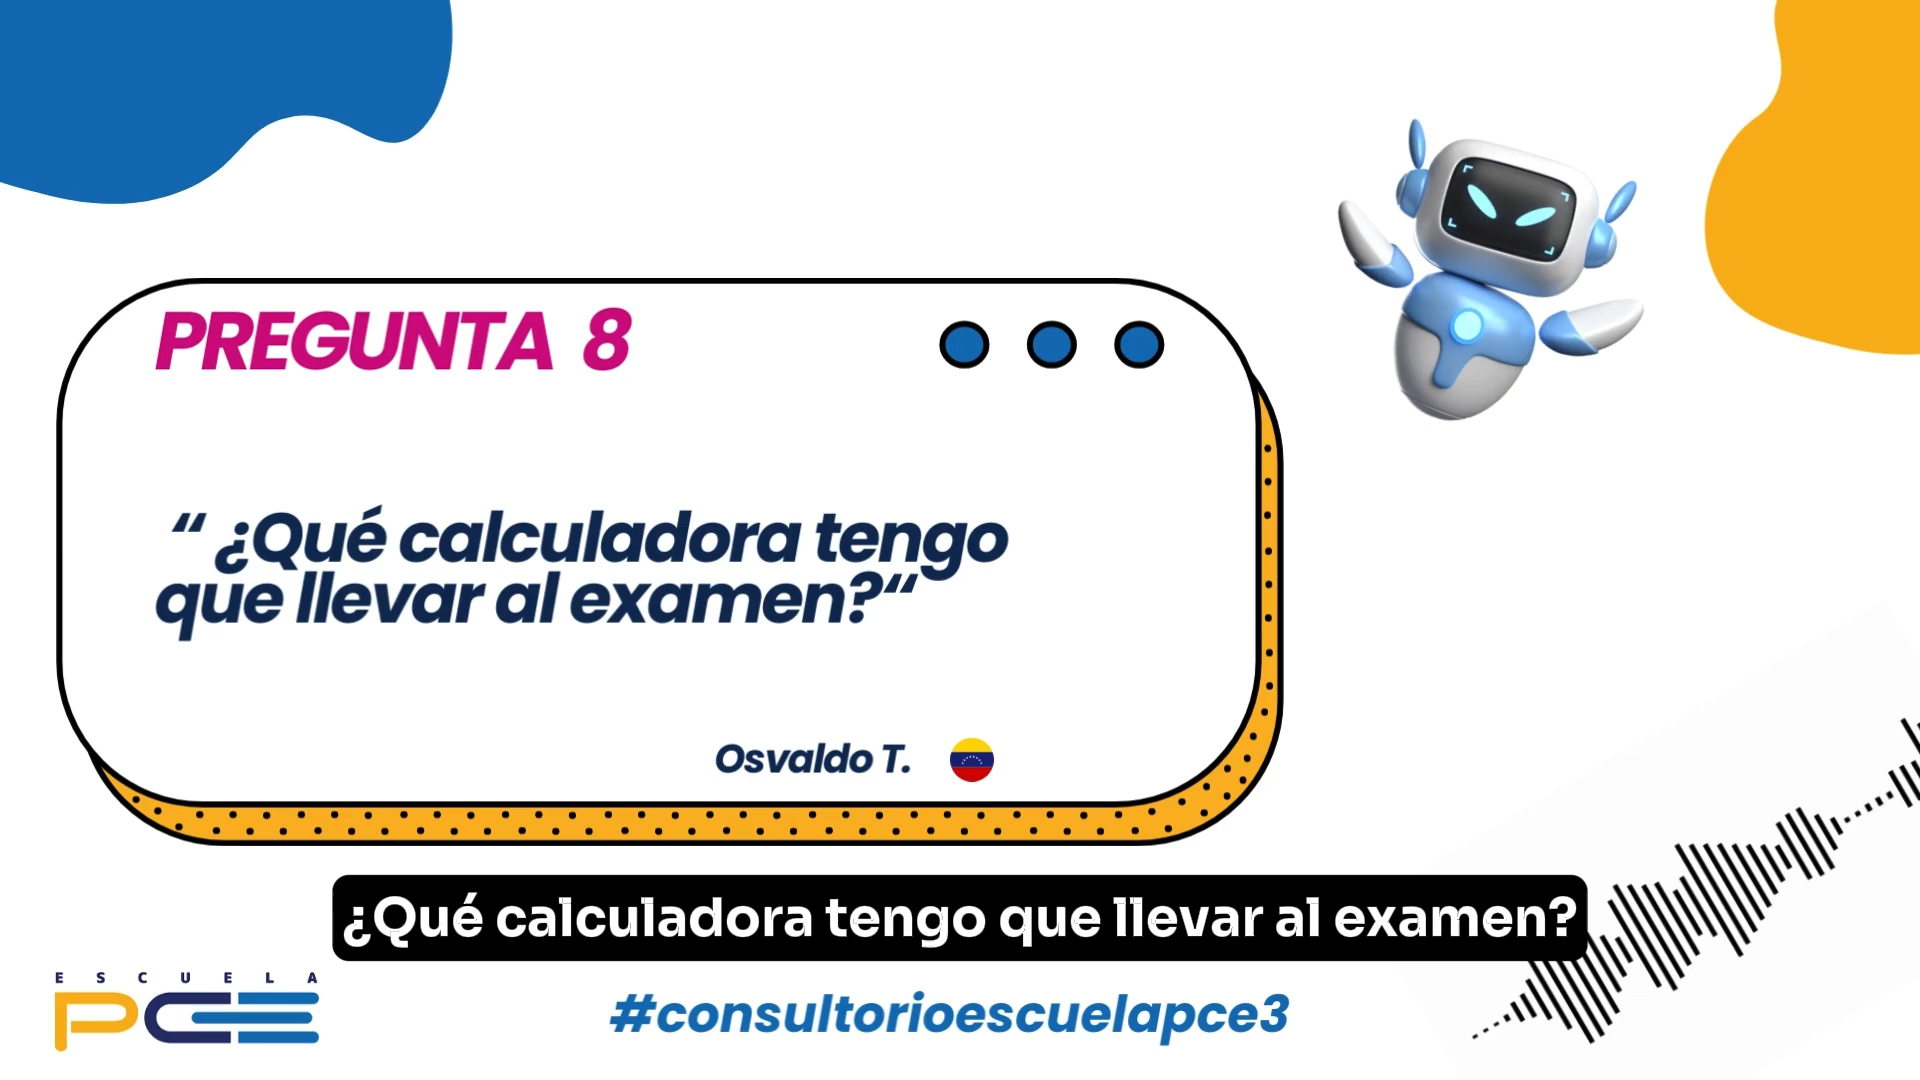 PREGUNTA 8
“ ¿Qué calculadora tengo
que llevar al examen?“
Osvaldo T.
¿Qué calculadora tengo que llevar al examen?
ESCUELA
PCE
#consultorioescuelapce3